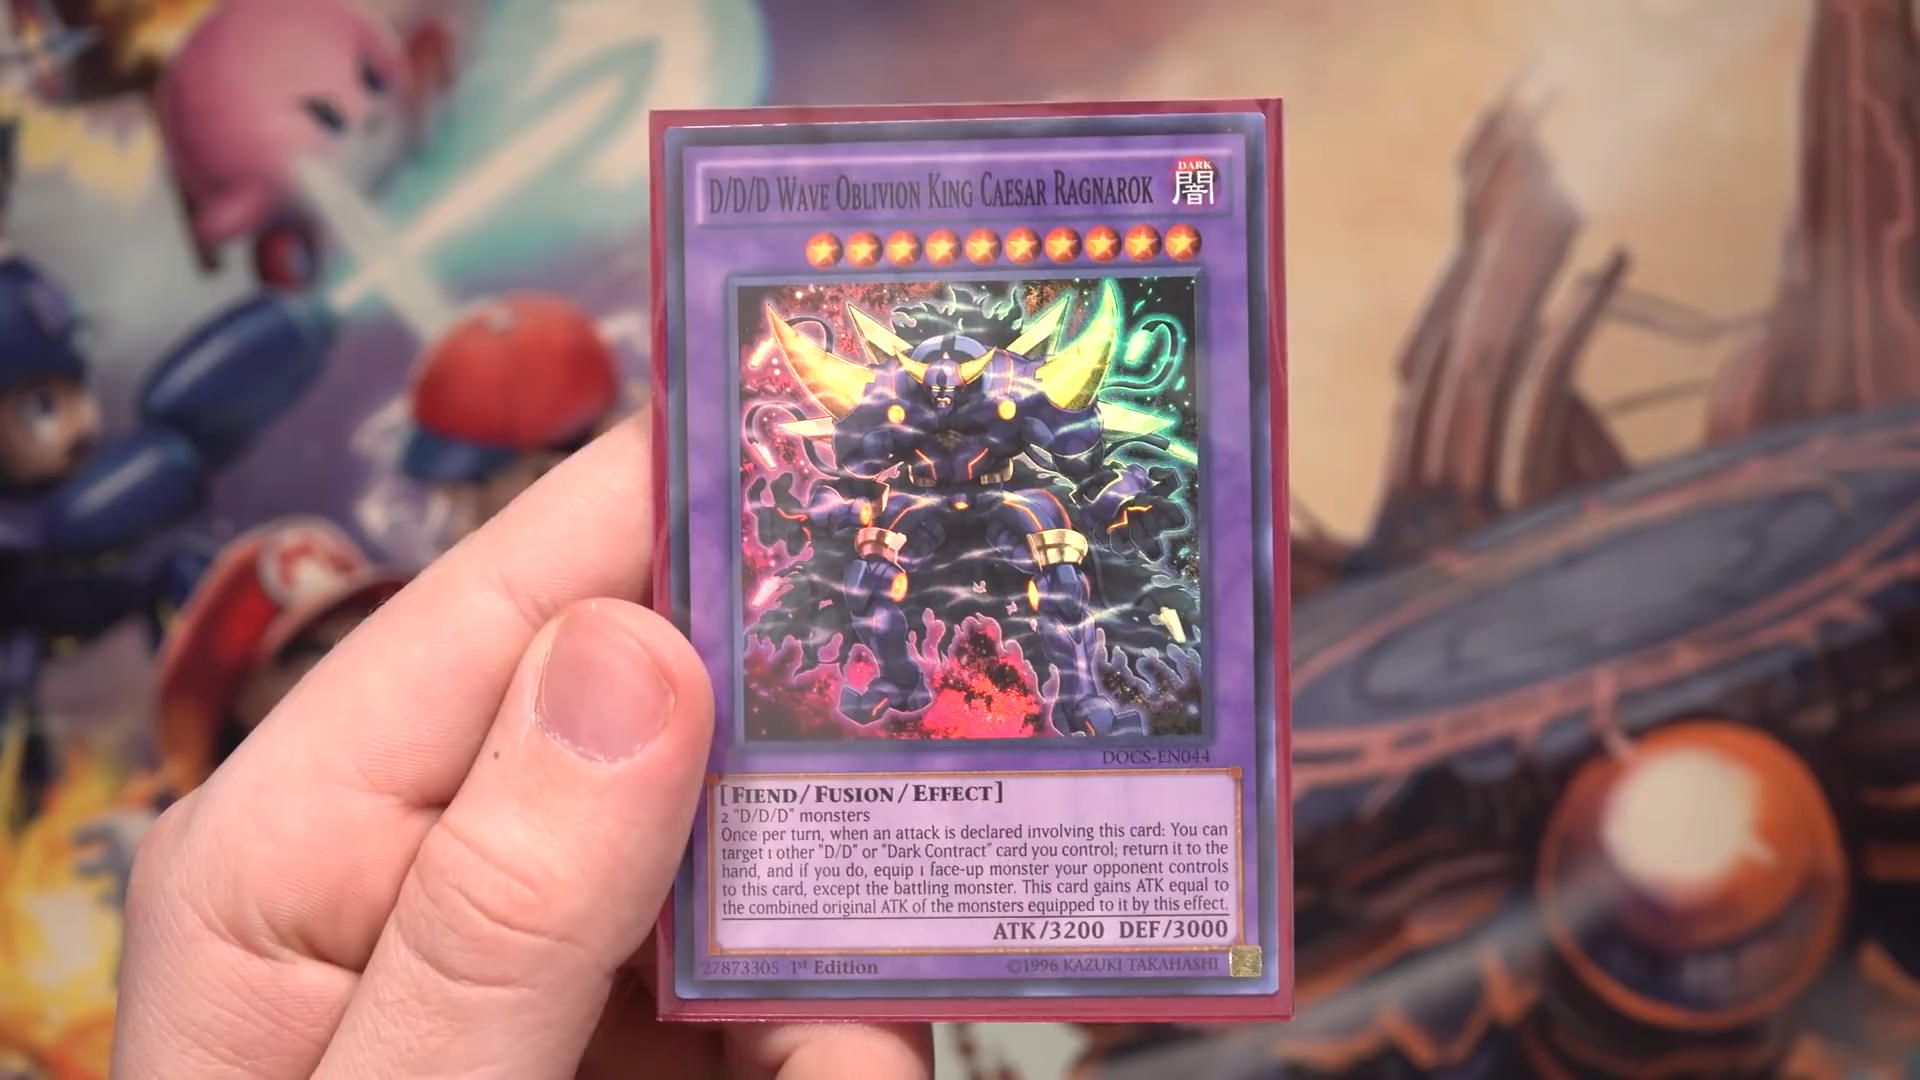 D/D/D Wave Oblivion King Caesar Ragnarok
DARK
闇
DOCS-EN044
[Fiend/Fusion/Effect]
2 "D/D/D" monsters
Once per turn, when an attack is declared involving this card: You can
target 1 other "D/D" or "Dark Contract" card you control; return it to the
hand, and if you do, equip 1 face-up monster your opponent controls
to this card, except the battling monster. This card gains ATK equal to
the combined original ATK of the monsters equipped to it by this effect.
ATK/3200 DEF/3000
27873305 1st Edition
©1996 KAZUKI TAKAHASHI